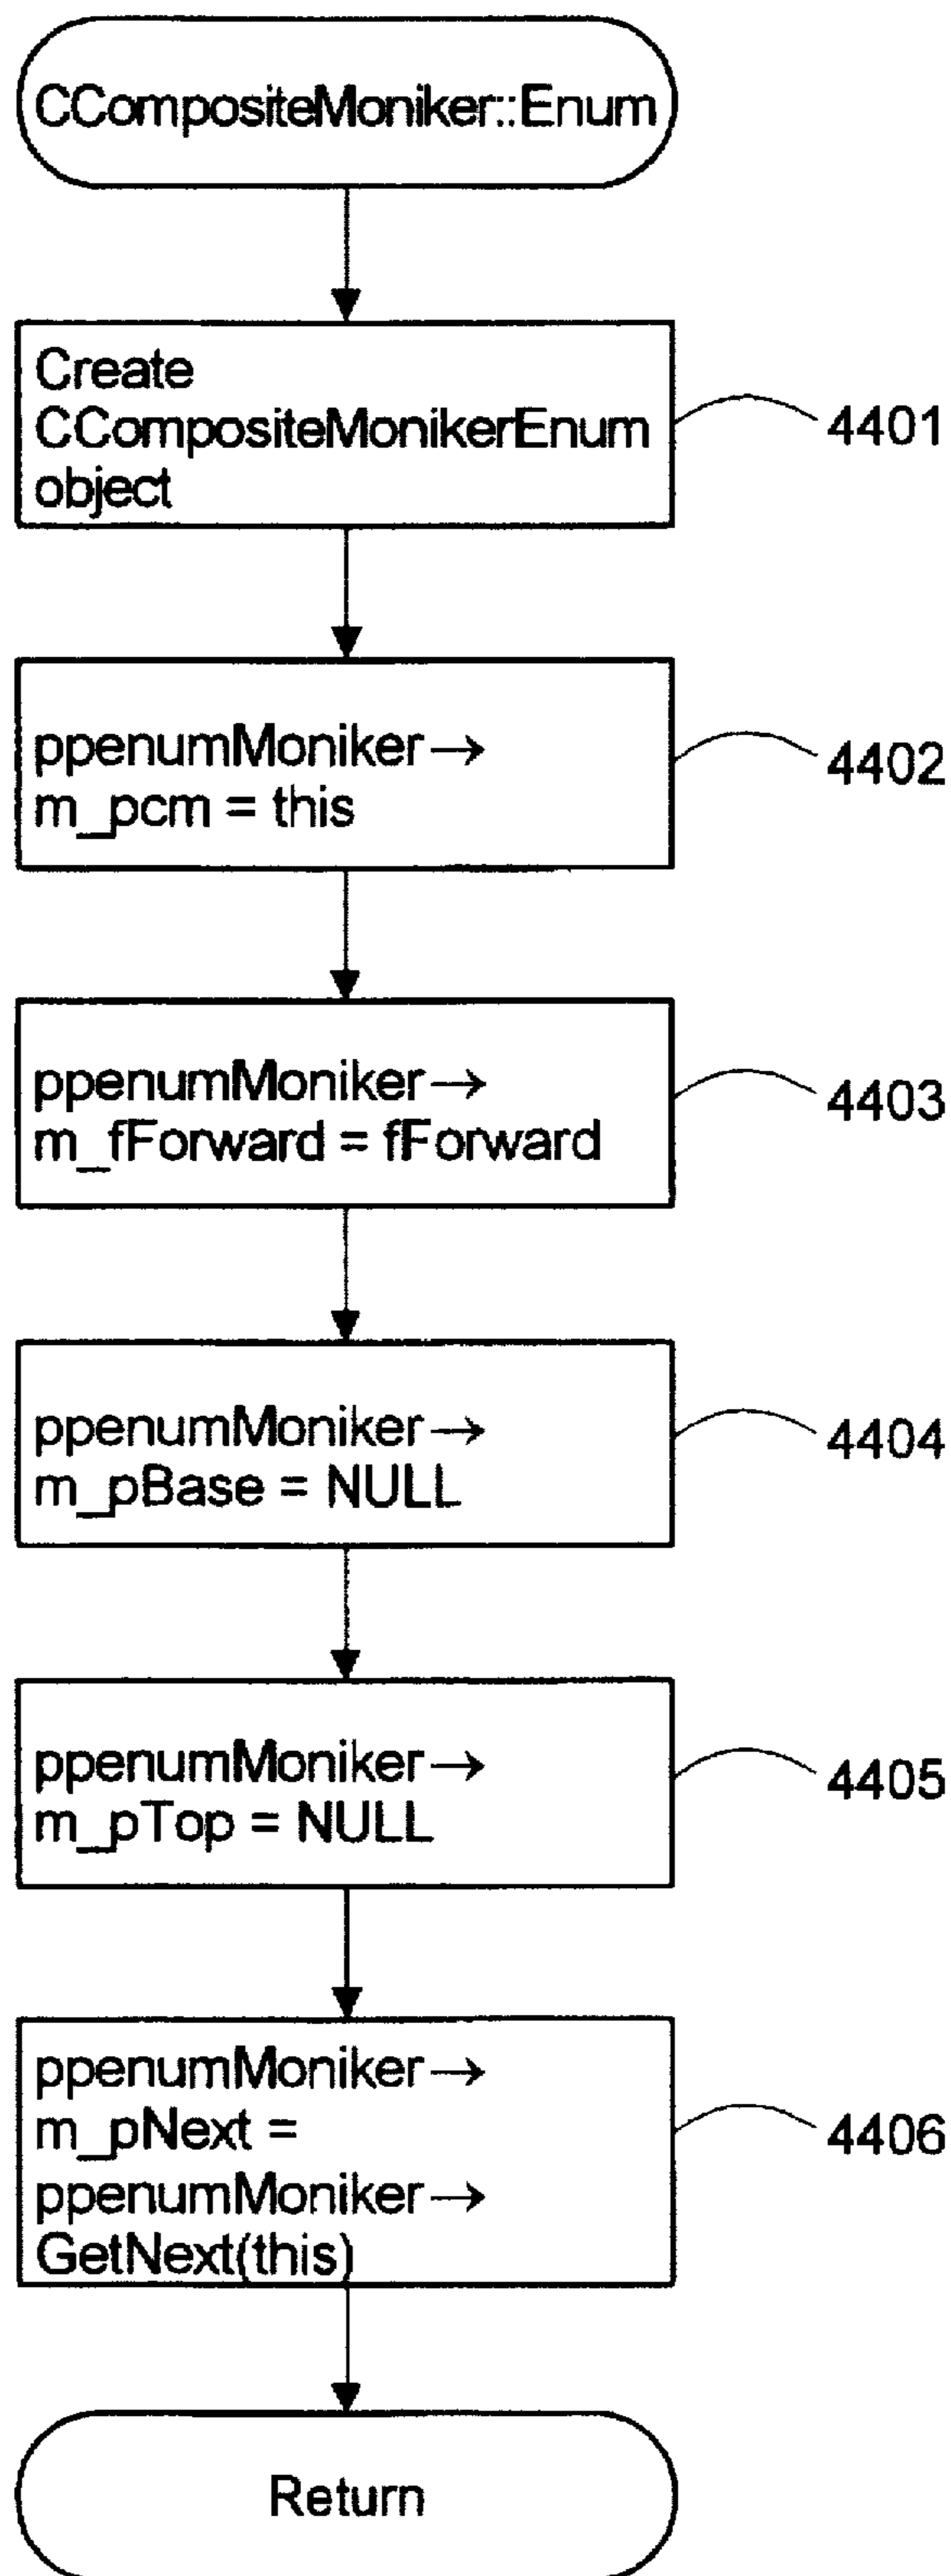 CCompositeMoniker::Enum
Create
CCompositeMonikerEnum
object
4401
ppenumMoniker→
m_pcm = this
4402
ppenumMoniker→
m_fForward = fForward
4403
ppenumMoniker→
m_pBase = NULL
4404
ppenumMoniker→
m_pTop = NULL
4405
ppenumMoniker→
m_pNext =
ppenumMoniker→
GetNext(this)
4406
Return